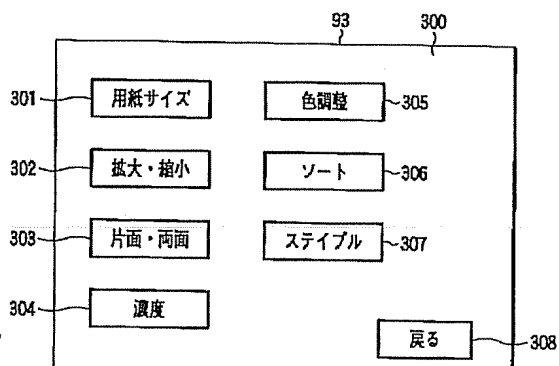 93 300
301 用紙サイズ 色調整 305
302 拡大・縮小 ソート 306
303 片面・両面 ステイプル 307
304 濃度
戻る 308